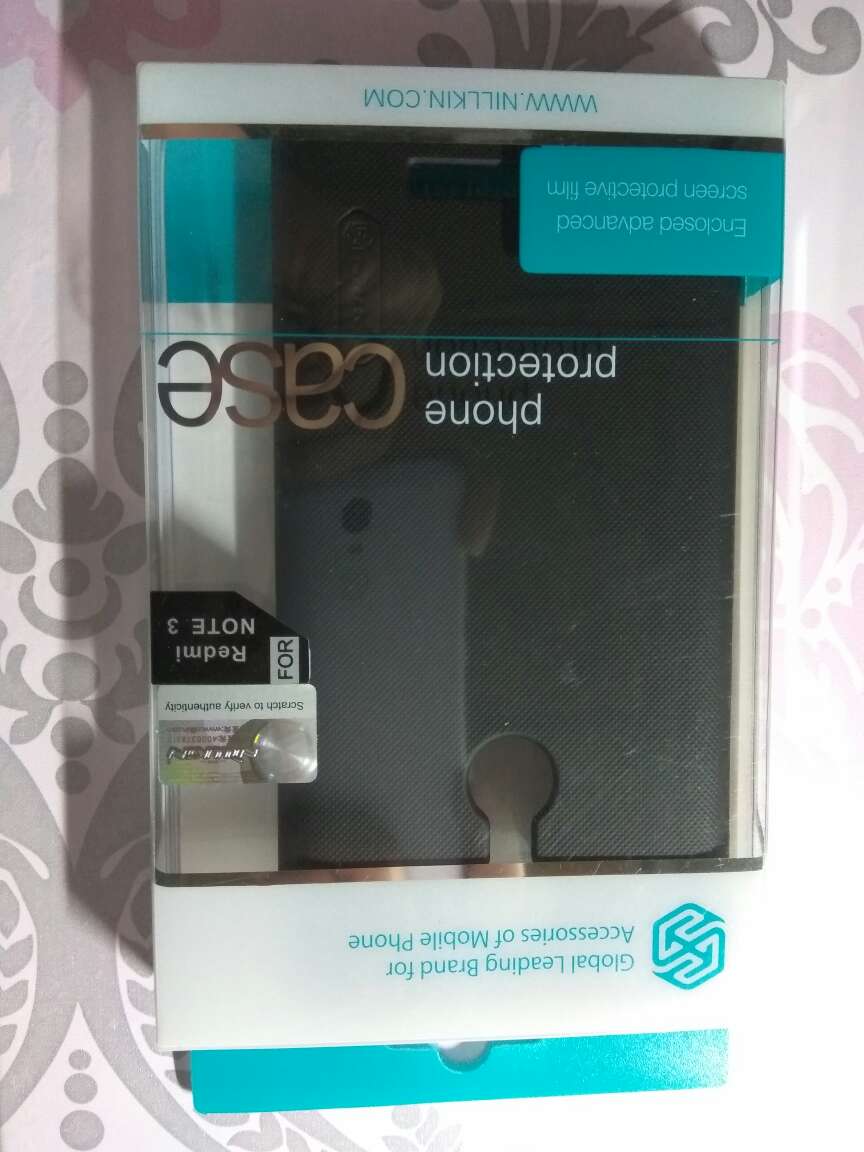 Global Leading Brand for
Accessories of Mobile Phone
Scratch to verify authenticity
FOR
Redmi
NOTE 3
phone
protection
case
Enclosed advanced
screen protective film
WWW.NILLKIN.COM